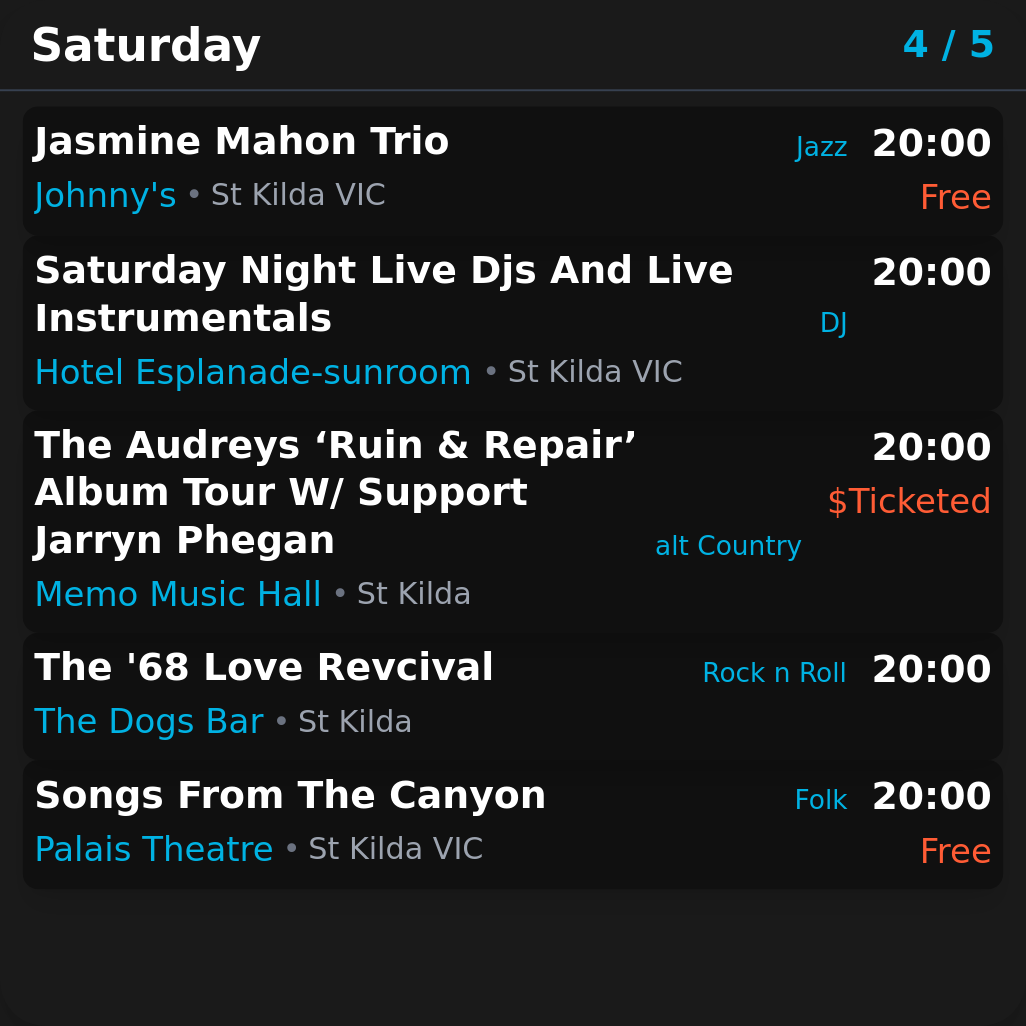 Saturday 4 / 5
Jasmine Mahon Trio Jazz 20:00
Johnny's • St Kilda VIC Free
Saturday Night Live Djs And Live 20:00
Instrumentals DJ
Hotel Esplanade-sunroom • St Kilda VIC
The Audreys ‘Ruin & Repair’ 20:00
Album Tour W/ Support $Ticketed
Jarryn Phegan alt Country
Memo Music Hall • St Kilda
The '68 Love Revcival Rock n Roll 20:00
The Dogs Bar • St Kilda
Songs From The Canyon Folk 20:00
Palais Theatre • St Kilda VIC Free